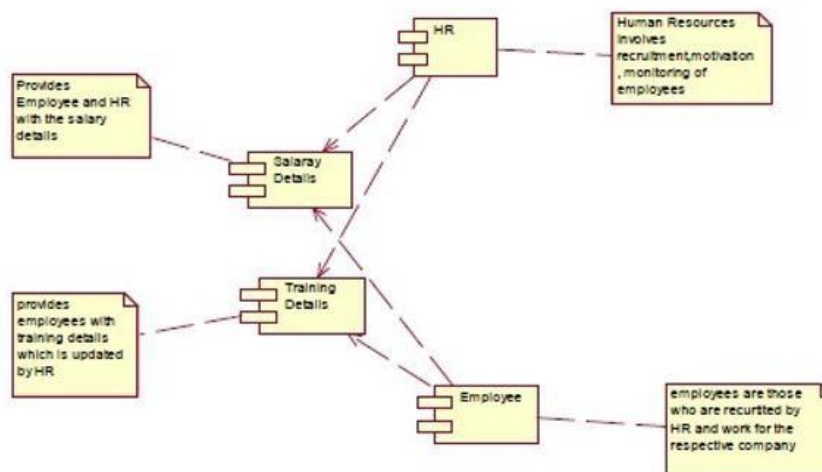 HR
Human Resources
Involves
recruitment,motivation
, monitoring of
employees
Provides
Employee and HR
with the salary
details
Salaray
Details
Training
Details
provides
employees with
training details
which is updated
by HR
Employee
employees are those
who are recurtited by
HR and work for the
respective company